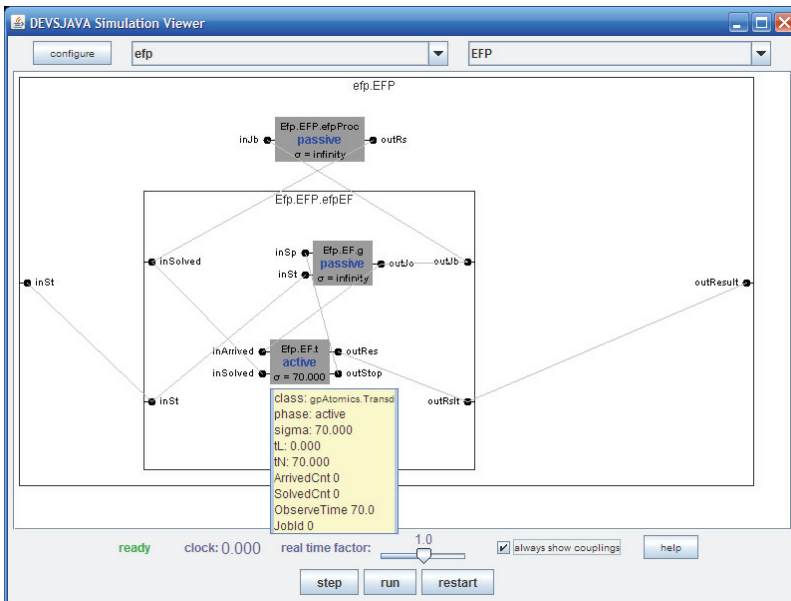 DEVSJAVA Simulation Viewer
configure efp EFP
efp.EFP
Efp.EFP.efpProc
inJb passive outRs
σ = infinity
Efp.EFP.efpEF
inSp Efp.EF.g
inSolved passive outJo outJb
inSt σ = infinity
inSt outResult
inArrived Efp.EF.t outRes
active
inSolved σ = 70.000 outStop
inSt outRslt
class: gpAtomics.Transd
phase: active
sigma: 70.000
tL: 0.000
tN: 70.000
ArrivedCnt 0
SolvedCnt 0
ObserveTime 70.0
JobId 0
ready clock: 0.000 real time factor: 1.0 always show couplings help
step run restart